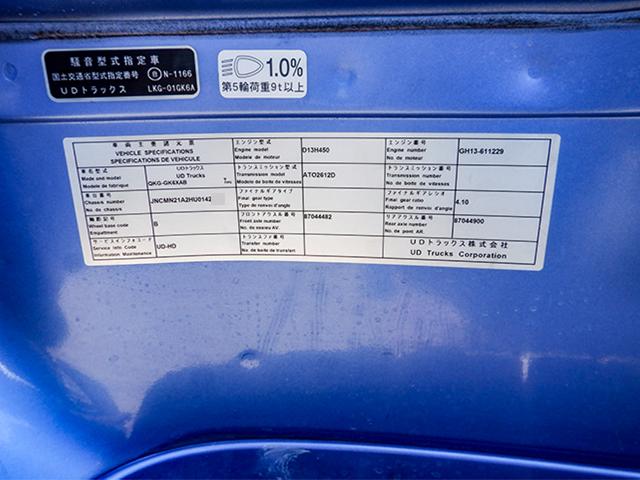 騒音型式指定車
国土交通省型式指定番号 自 N-1166
UDトラックス LKG-01GK6A
1.0%
第5輪荷重9t以上
車両主要諸元票
VEHICLE SPECIFICATIONS
SPECIFICATIONS DE VEHICULE
車名型式 UDトラックス
Make and model UD Trucks
Modele de fabrique QKG-GK6XAB
車台番号
Chassis number JNCMN21A2HU0142
No. du chassis
軸距記号
Wheel base code B
Empattement
サービスインフォコード
Service Info Code UD-HD
Information Maintenance
エンジン型式 D13H450
Engine model
Modele de moteur
トランスミッション型式
Transmission model ATO2612D
Modele de boite de vitesses
ファイナルギアタイプ
Final gear type
Type de renvoi d'angle
フロントアクスル番号 87044482
Front axle number
No. de essieu AV.
トランスファ番号
Transfer number
No. de boite de transfert
エンジン番号
Engine number GH13-611229
No. de moteur
トランスミッション番号
Transmission number
No. de boite de vitesses
ファイナルギアレシオ
Final gear ratio 4.10
Rapport de renvoi d'angle
リアアクスル番号 87044900
Rear axle number
No. de point AR.
UDトラックス株式会社
UD Trucks Corporation